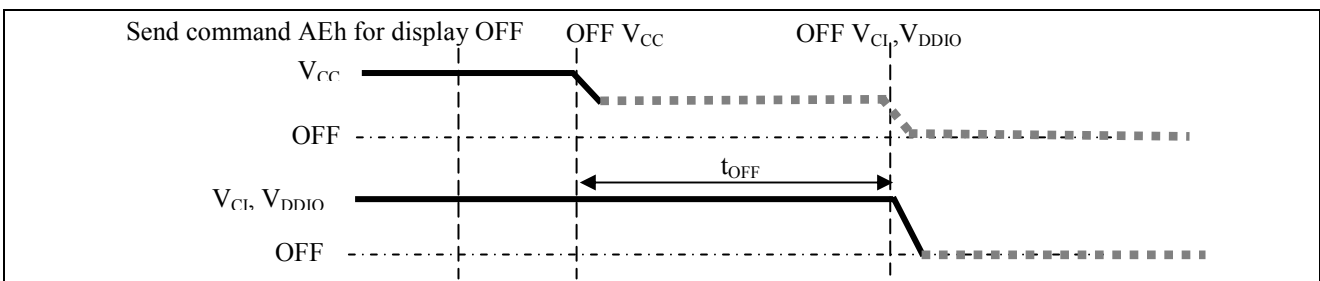 Send command AEh for display OFF OFF VCC OFF VCI ,VDDIO
VCC
OFF
tOFF
VCI, VDDIO
OFF